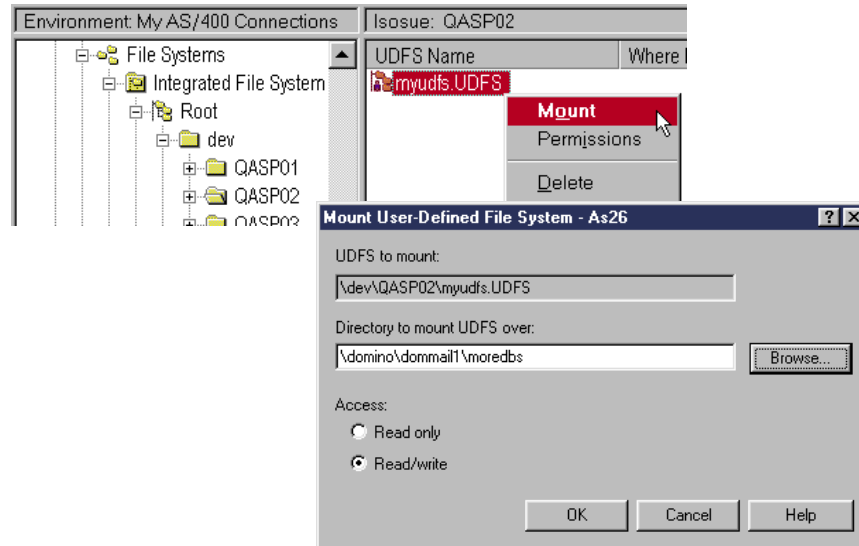 Environment: My AS/400 Connections
Isosue: QASP02
File Systems
Integrated File System
Root
dev
QASP01
QASP02
QASP03
UDFS Name
Where
myudfs.UDFS
Mount
Permissions
Delete
Mount User-Defined File System - As26
UDFS to mount:
\dev\QASP02\myudfs.UDFS
Directory to mount UDFS over:
\domino\dommail1\moredbs
Browse...
Access:
Read only
Read/write
OK Cancel Help